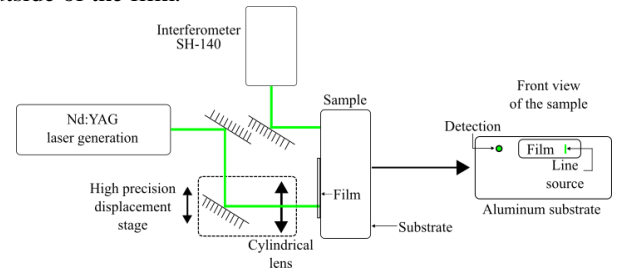 outside of the film.
Interferometer
SH-140
Nd:YAG
laser generation
Sample
Front view
of the sample
Detection
Film
Line
source
High precision
displacement
stage
Film
Substrate
Aluminum substrate
Cylindrical
lens